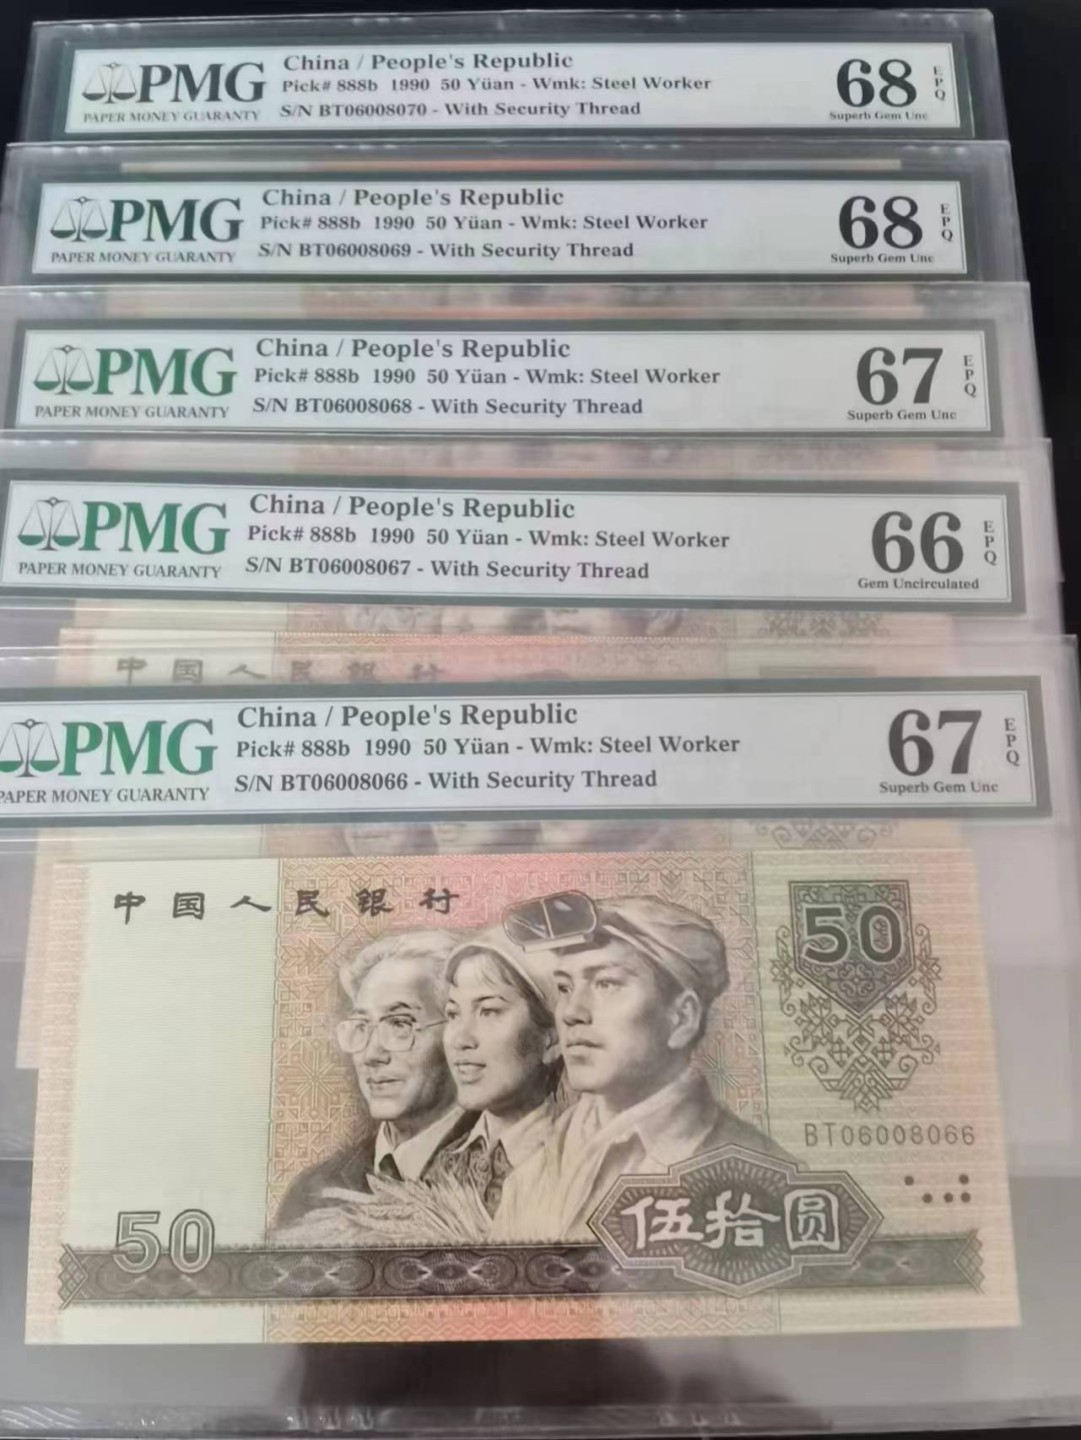 PMG
PAPER MONEY GUARANTY
China / People's Republic
Pick# 888b 1990 50 Yüan - Wmk: Steel Worker
S/N BT06008070 - With Security Thread
68 EPQ
Superb Gem Unc
PMG
PAPER MONEY GUARANTY
China / People's Republic
Pick# 888b 1990 50 Yüan - Wmk: Steel Worker
S/N BT06008069 - With Security Thread
68 EPQ
Superb Gem Unc
PMG
PAPER MONEY GUARANTY
China / People's Republic
Pick# 888b 1990 50 Yüan - Wmk: Steel Worker
S/N BT06008068 - With Security Thread
67 EPQ
Superb Gem Unc
PMG
PAPER MONEY GUARANTY
China / People's Republic
Pick# 888b 1990 50 Yüan - Wmk: Steel Worker
S/N BT06008067 - With Security Thread
66 EPQ
Gem Uncirculated
中国人民银行
PMG
PAPER MONEY GUARANTY
China / People's Republic
Pick# 888b 1990 50 Yüan - Wmk: Steel Worker
S/N BT06008066 - With Security Thread
67 EPQ
Superb Gem Unc
中国人民银行
50
BT06008066
伍拾圆
50